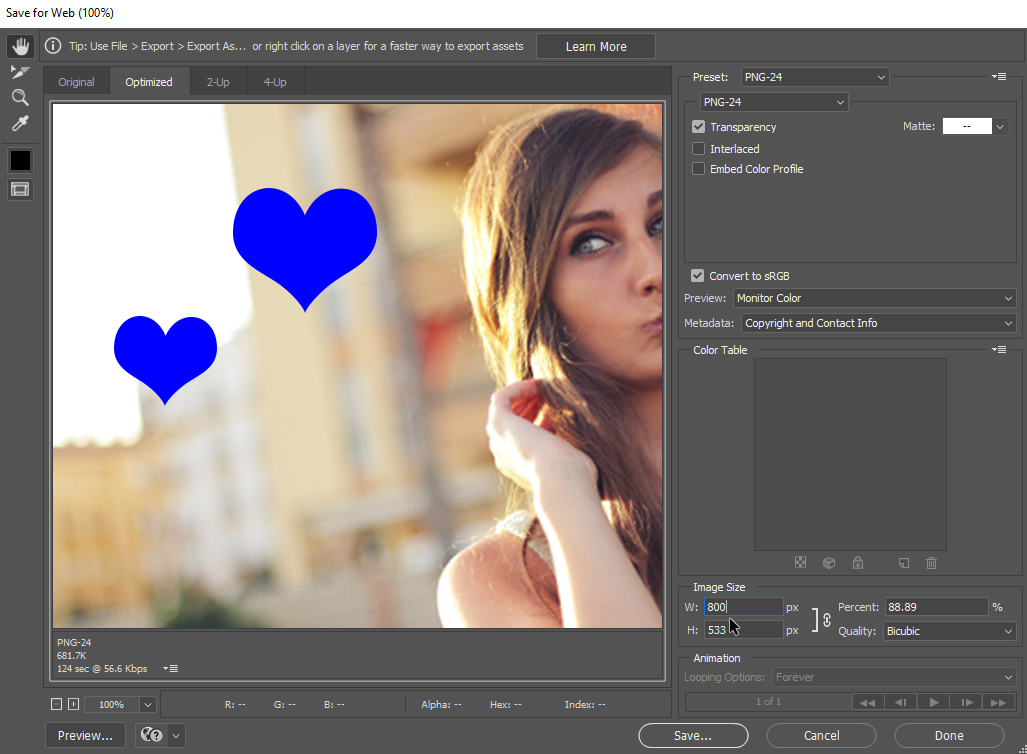 Save for Web (100%)
Tip: Use File > Export > Export As... or right click on a layer for a faster way to export assets
Learn More
Original
Optimized
2-Up
4-Up
Preset:
PNG-24
PNG-24
Transparency
Matte:
--
Interlaced
Embed Color Profile
Convert to sRGB
Preview:
Monitor Color
Metadata:
Copyright and Contact Info
Color Table
Image Size
W:
800
px
Percent:
88.89
%
H:
533
px
Quality:
Bicubic
PNG-24
681.7K
124 sec @ 56.6 Kbps
Animation
Looping Options:
Forever
1 of 1
100%
R: --
G: --
B: --
Alpha: --
Hex: --
Index: --
Preview...
Save...
Cancel
Done